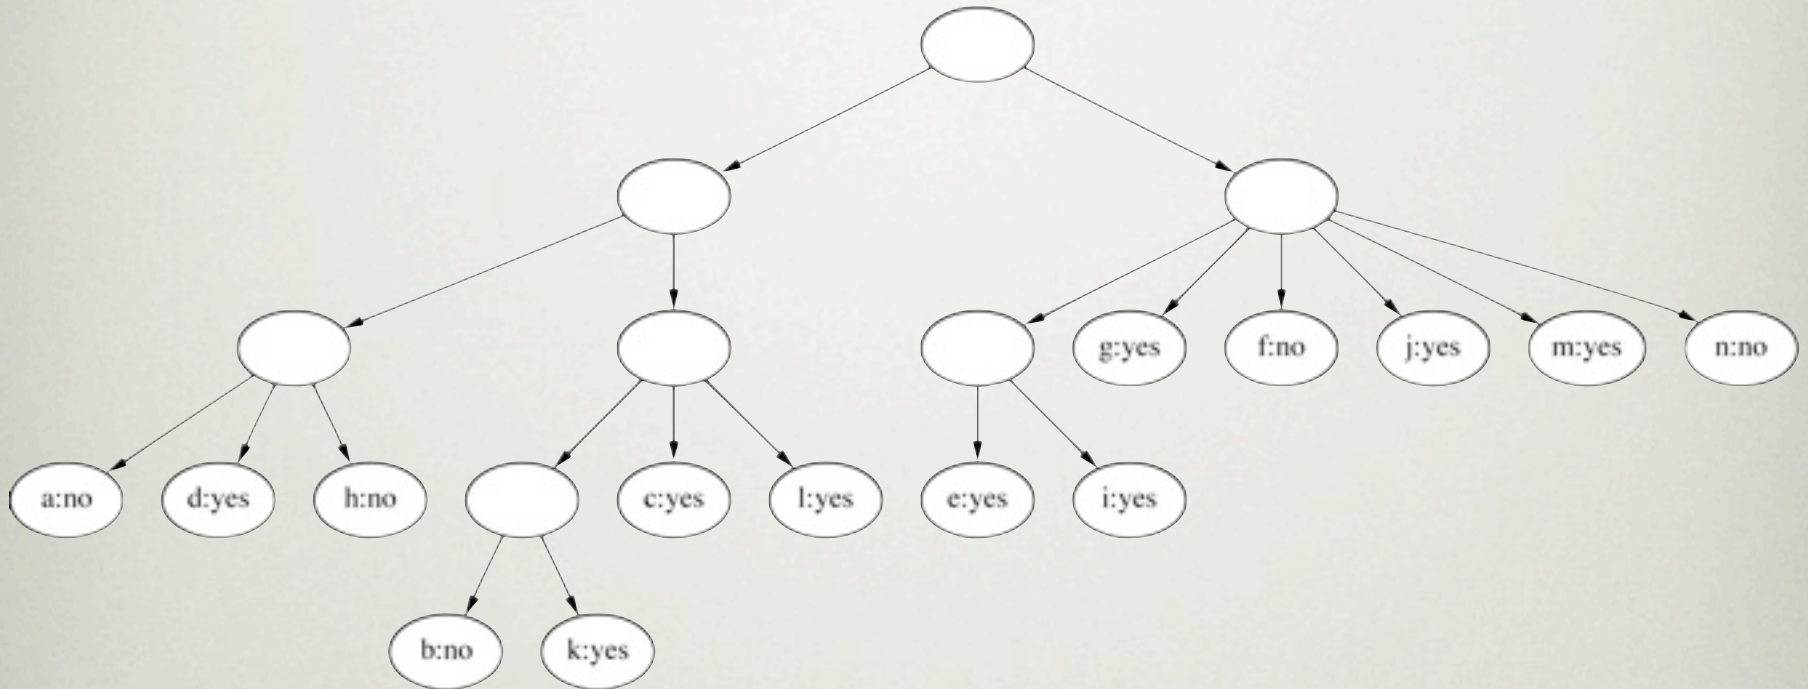 g:yes
f:no
j:yes
m:yes
n:no
a:no
d:yes
h:no
c:yes
l:yes
e:yes
i:yes
b:no
k:yes